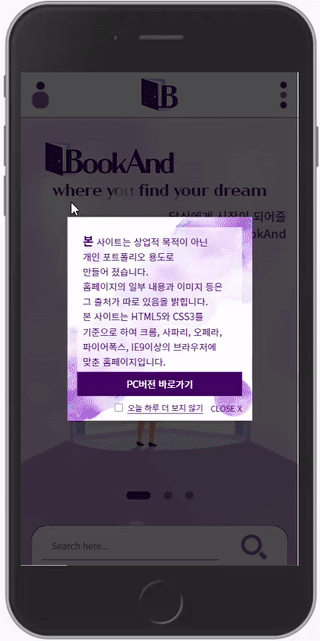 B
BookAnd
where you find your dream
당신에게 시작이 되어줄
BookAnd
본 사이트는 상업적 목적이 아닌
개인 포트폴리오 용도로
만들어 졌습니다.
홈페이지의 일부 내용과 이미지 등은
그 출처가 따로 있음을 밝힙니다.
본 사이트는 HTML5와 CSS3를
기준으로 하여 크롬, 사파리, 오페라,
파이어폭스, IE9이상의 브라우저에
맞춘 홈페이지입니다.
PC버전 바로가기
오늘 하루 더 보지 않기 CLOSE X
Search here...